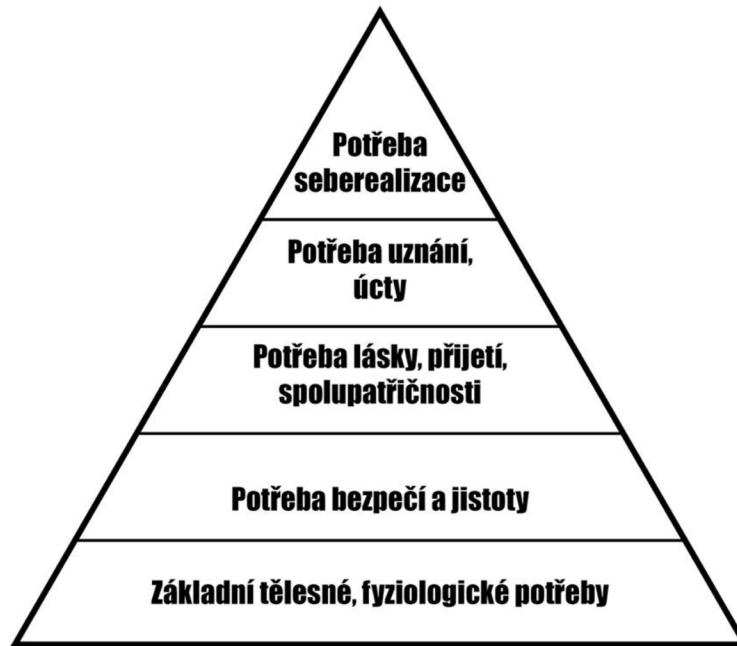 Potřeba
seberealizace
Potřeba uznání,
úcty
Potřeba lásky, přijetí,
spolupatřičnosti
Potřeba bezpečí a jistoty
Základní tělesné, fyziologické potřeby